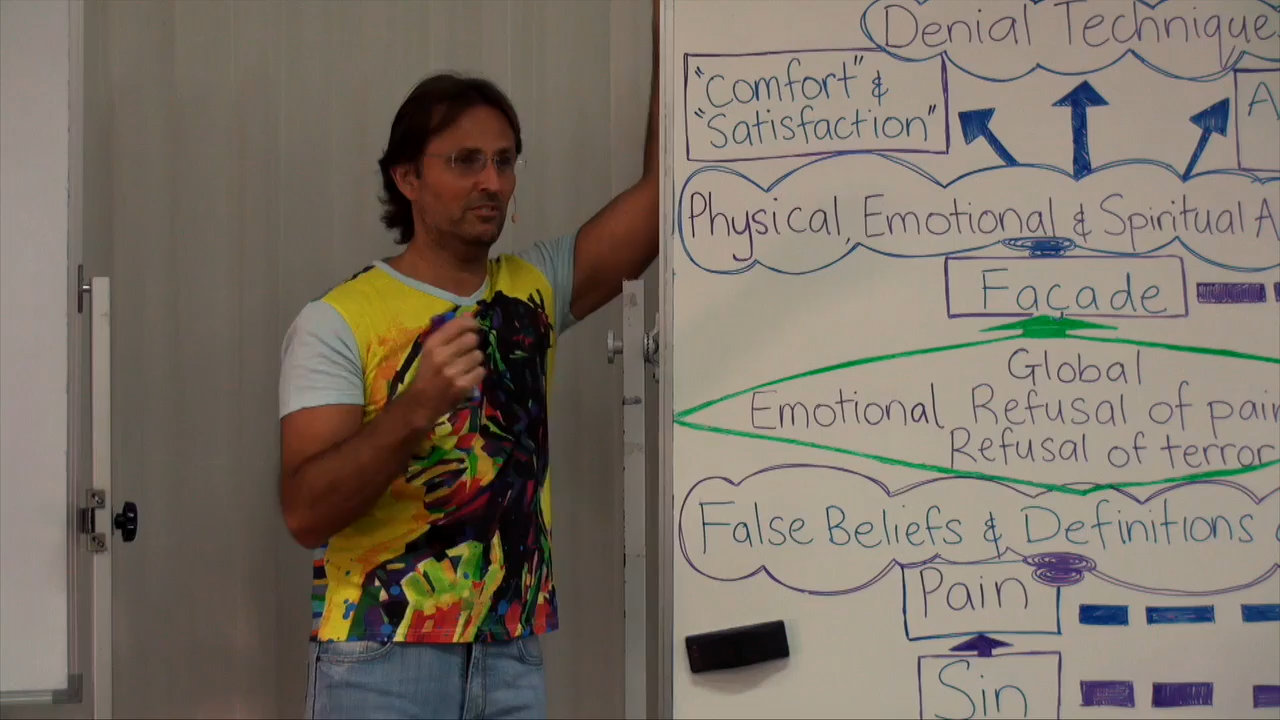 Denial Technique
"Comfort" &
"Satisfaction"
A
Physical, Emotional & Spiritual A
Facade
Global
Emotional Refusal of pain
Refusal of terror
False Beliefs & Definitions
Pain
Sin